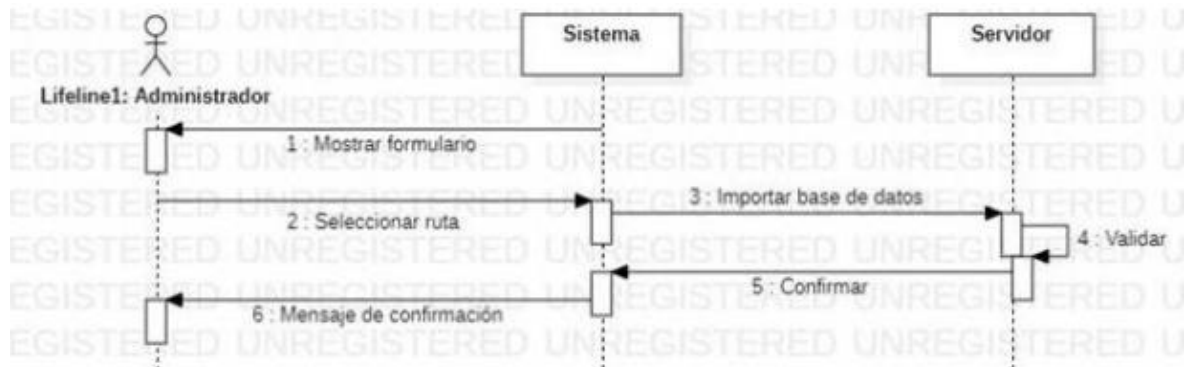 Sistema
Servidor
Lifeline1: Administrador
1 : Mostrar formulario
2 : Seleccionar ruta
3 : Importar base de datos
4 : Validar
5 : Confirmar
6 : Mensaje de confirmación
UNREGISTERED